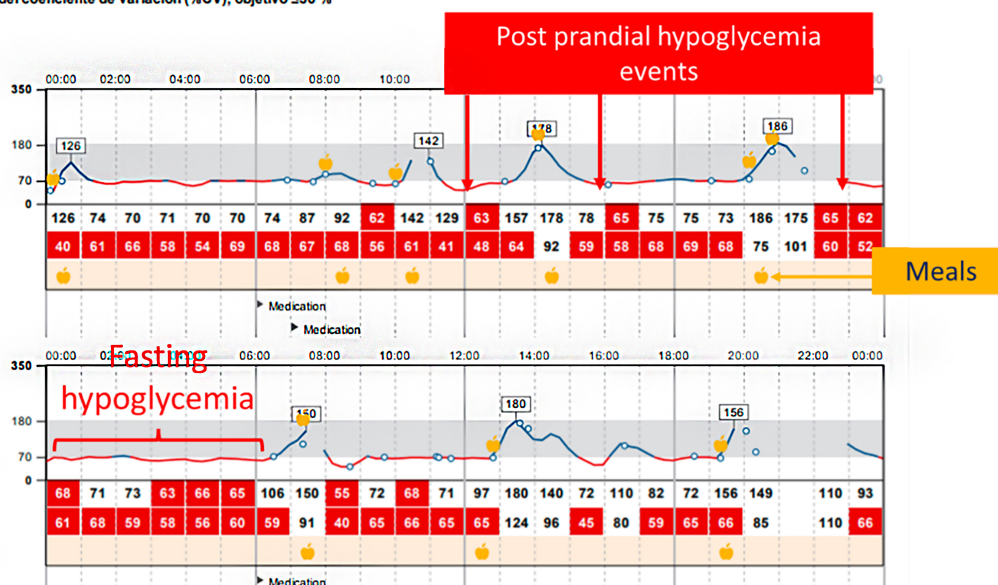 del coeficiente de variación (%CV), objetivo ≤36 %
Post prandial hypoglycemia
events
00:00 02:00 04:00 06:00 08:00 10:00
350
126 142 178 186
180
70
0
126 74 70 71 70 70 74 87 92 62 142 129 63 157 178 78 65 75 75 73 186 175 65 62
40 61 66 58 54 69 68 67 68 56 61 41 48 64 92 59 58 68 69 68 75 101 60 52
Meals
Medication
Medication
00:00 02:00 04:00 06:00 08:00 10:00 12:00 14:00 16:00 18:00 20:00 22:00 00:00
Fasting
hypoglycemia
350
150 180 156
180
70
0
68 71 73 63 66 65 106 150 55 72 68 71 97 180 140 72 110 82 72 156 149 110 93
61 68 59 58 56 60 59 91 40 65 66 65 65 124 96 45 80 59 65 66 85 110 66
Medication